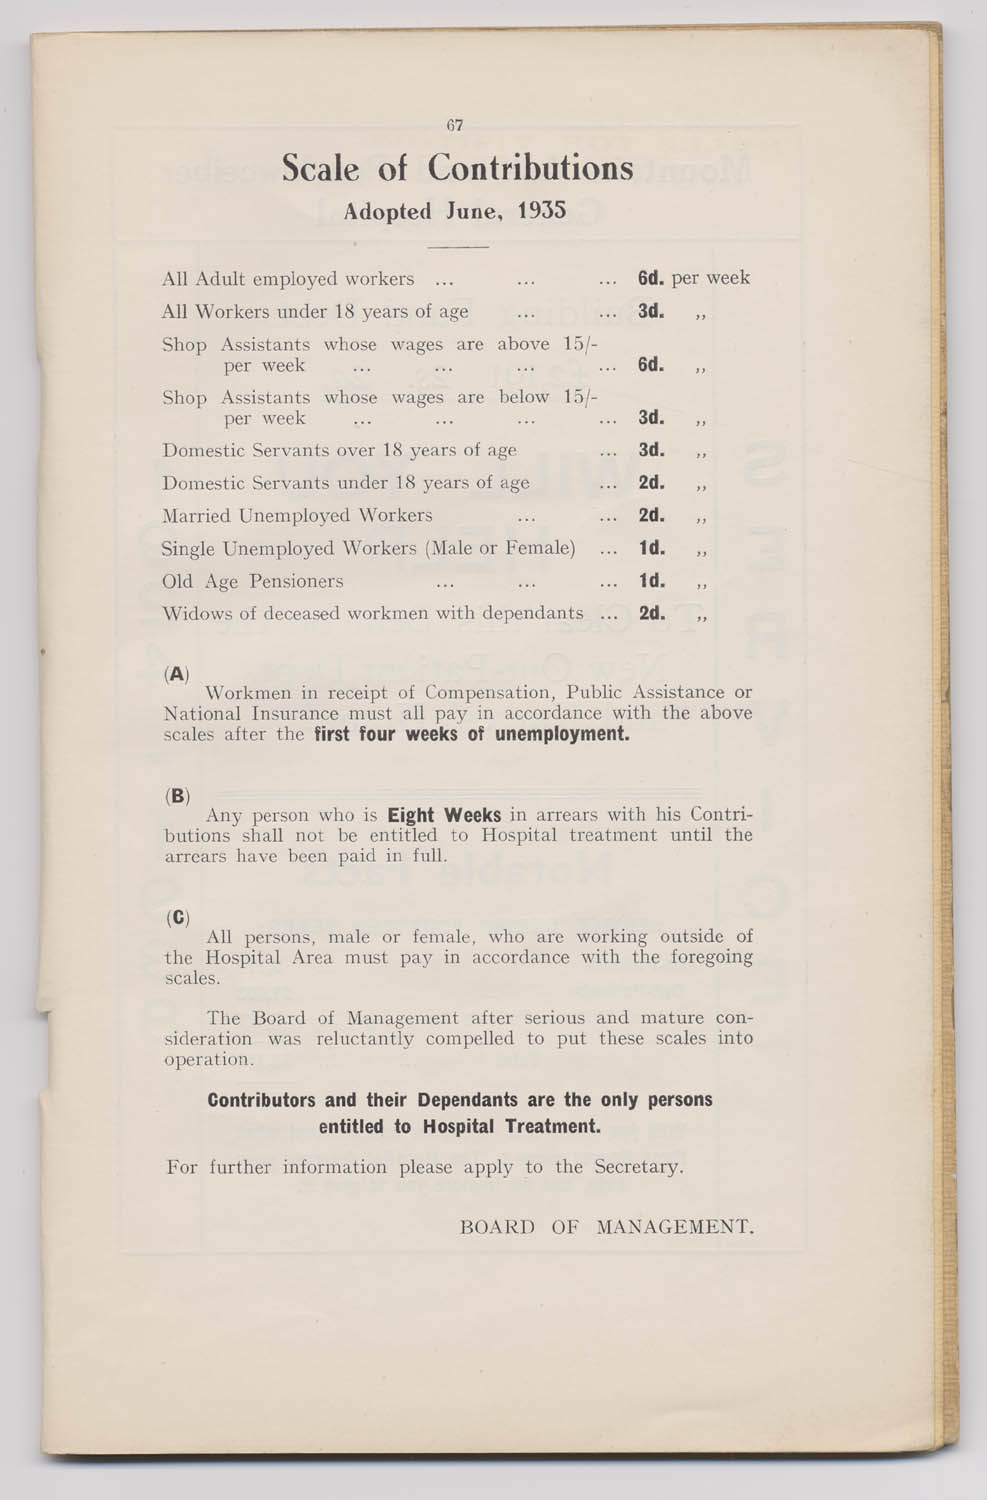 67
Scale of Contributions
Adopted June, 1935
All Adult employed workers ... ... ... 6d. per week
All Workers under 18 years of age ... ... 3d. ,,
Shop Assistants whose wages are above 15/-
per week ... ... ... ... 6d. ,,
Shop Assistants whose wages are below 15/-
per week ... ... ... ... 3d. ,,
Domestic Servants over 18 years of age ... 3d. ,,
Domestic Servants under 18 years of age ... 2d. ,,
Married Unemployed Workers ... ... 2d. ,,
Single Unemployed Workers (Male or Female) ... 1d. ,,
Old Age Pensioners ... ... ... 1d. ,,
Widows of deceased workmen with dependants ... 2d. ,,
(A)
Workmen in receipt of Compensation, Public Assistance or
National Insurance must all pay in accordance with the above
scales after the first four weeks of unemployment.
(B)
Any person who is Eight Weeks in arrears with his Contri-
butions shall not be entitled to Hospital treatment until the
arrears have been paid in full.
(C)
All persons, male or female, who are working outside of
the Hospital Area must pay in accordance with the foregoing
scales.
The Board of Management after serious and mature con-
sideration was reluctantly compelled to put these scales into
operation.
Contributors and their Dependants are the only persons
entitled to Hospital Treatment.
For further information please apply to the Secretary.
BOARD OF MANAGEMENT.